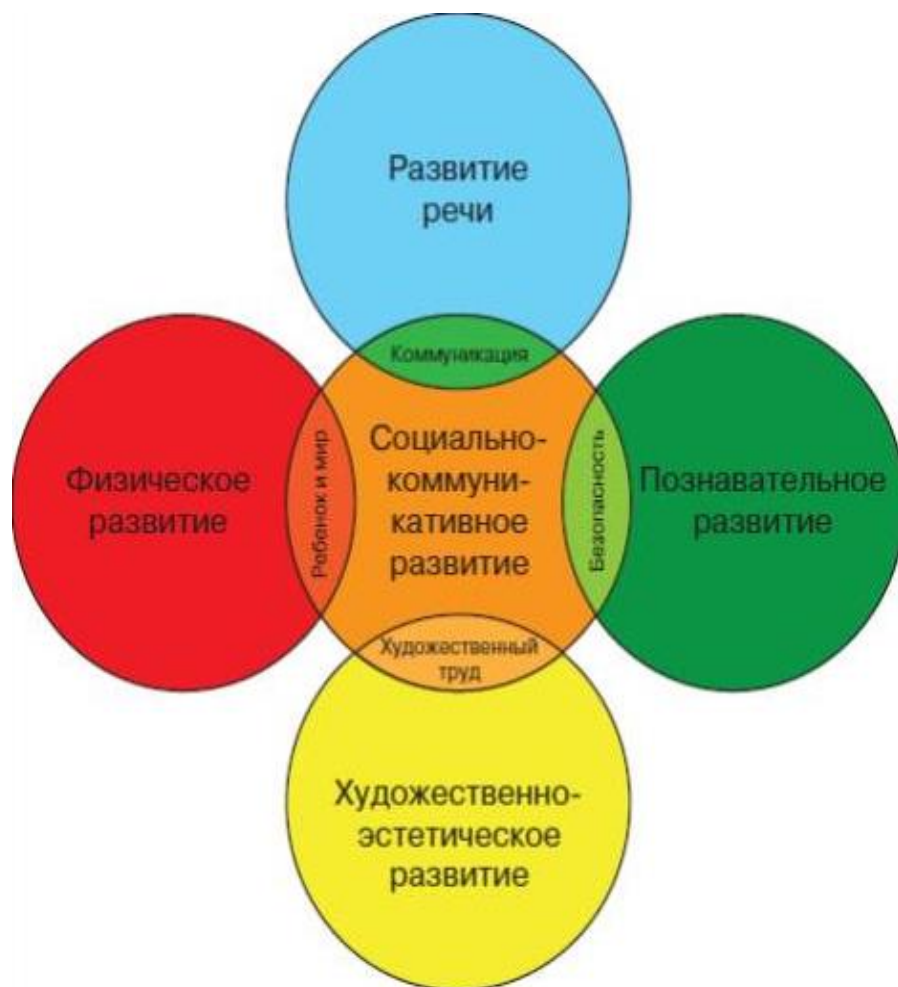 Развитие
речи
Коммуникация
Физическое
развитие
Ребенок и мир
Социально-
коммуни-
кативное
развитие
Безопасность
Познавательное
развитие
Художественный
труд
Художественно-
эстетическое
развитие